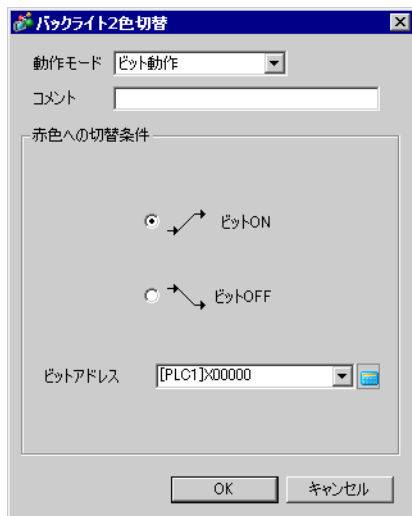 バックライト2色切替
動作モード ビット動作
コメント
赤色への切替条件
ビットON
ビットOFF
ビットアドレス [PLC1]X00000
OK キャンセル